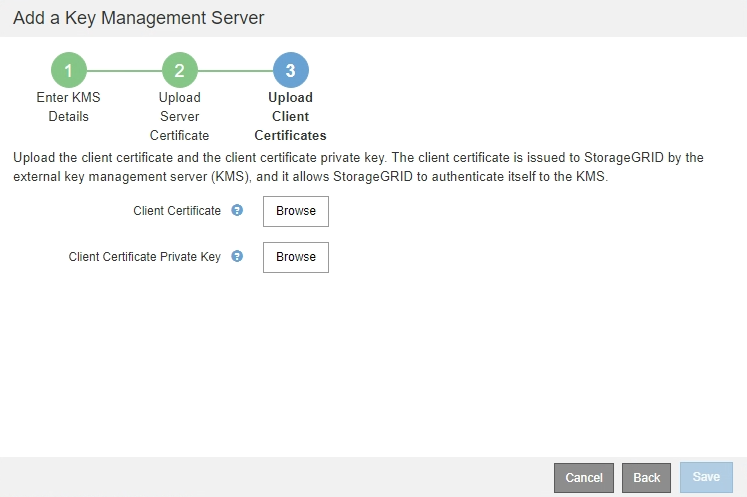 Add a Key Management Server
1
2
3
Enter KMS
Details
Upload
Server
Certificate
Upload
Client
Certificates
Upload the client certificate and the client certificate private key. The client certificate is issued to StorageGRID by the
external key management server (KMS), and it allows StorageGRID to authenticate itself to the KMS.
Client Certificate ? Browse
Client Certificate Private Key ? Browse
Cancel Back Save